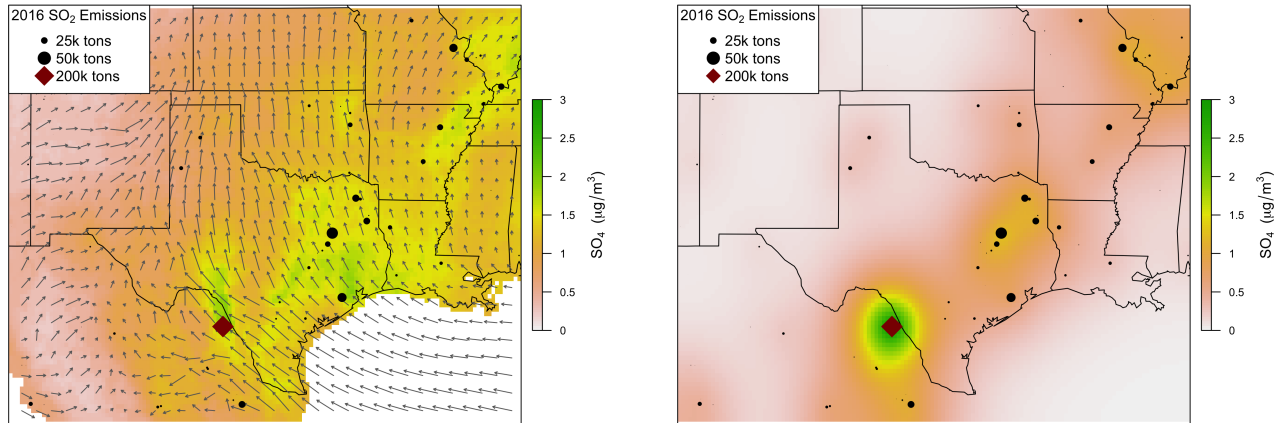 2016 SO₂ Emissions
25k tons
50k tons
200k tons
3
2.5
2
1.5
1
0.5
0
SO₄ (μg/m³)
2016 SO₂ Emissions
25k tons
50k tons
200k tons
3
2.5
2
1.5
1
0.5
0
SO₄ (μg/m³)